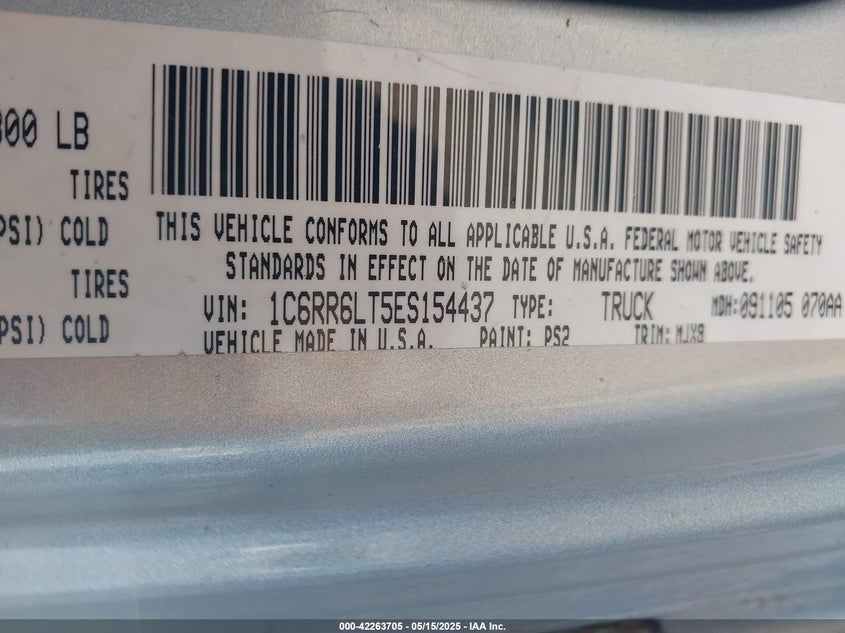 00 LB
TIRES
PSI) COLD
TIRES
PSI) COLD
THIS VEHICLE CONFORMS TO ALL APPLICABLE U.S.A. FEDERAL MOTOR VEHICLE SAFETY
STANDARDS IN EFFECT ON THE DATE OF MANUFACTURE SHOWN ABOVE.
VIN: 1C6RR6LT5ES154437 TYPE: TRUCK MDH:091105 070AA
VEHICLE MADE IN U.S.A. PAINT: PS2 TRIM: MJX8
000-42263705 - 05/15/2025 - IAA Inc.